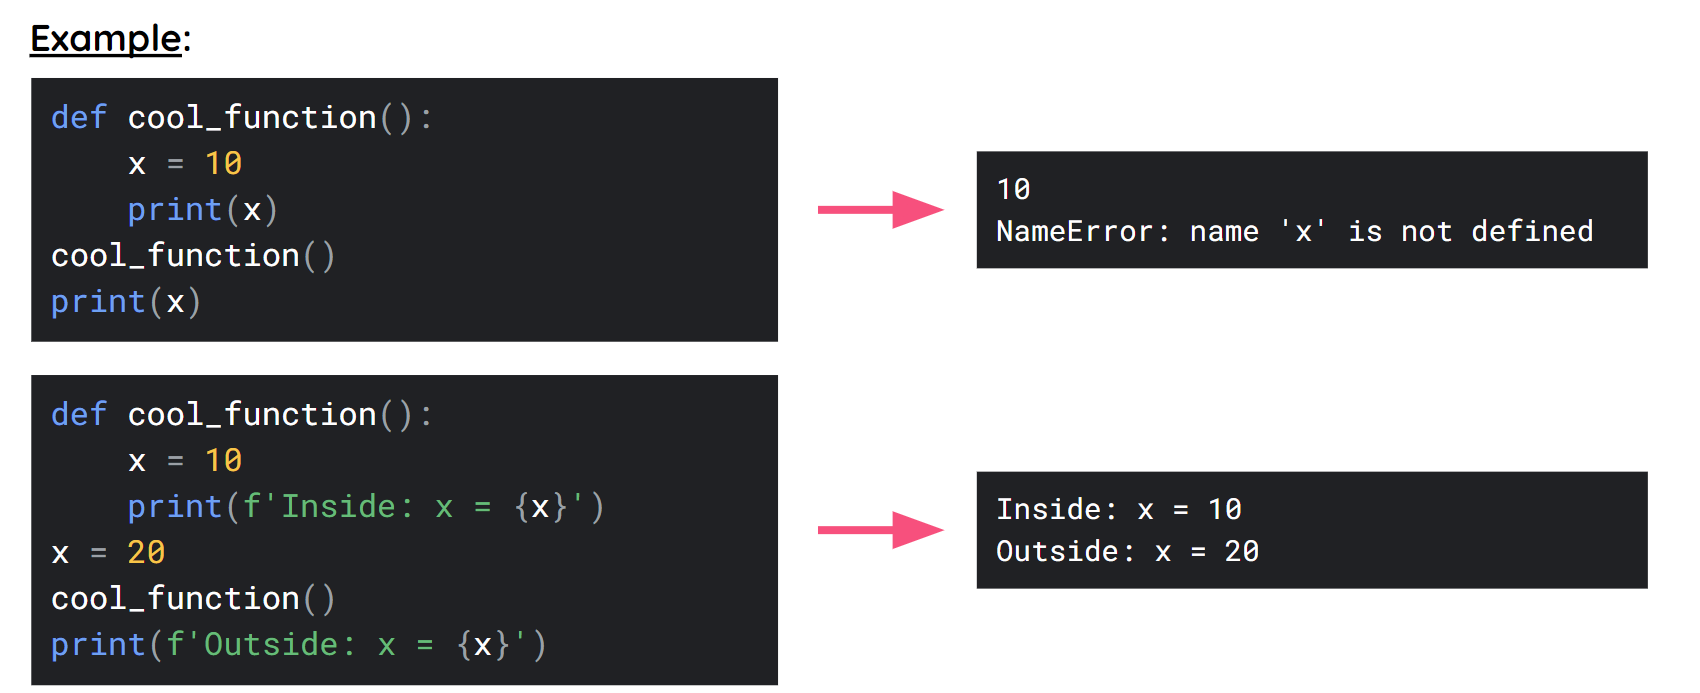 Example:
def cool_function():
    x = 10
    print(x)
cool_function()
print(x)
10
NameError: name 'x' is not defined
def cool_function():
    x = 10
    print(f'Inside: x = {x}')
x = 20
cool_function()
print(f'Outside: x = {x}')
Inside: x = 10
Outside: x = 20